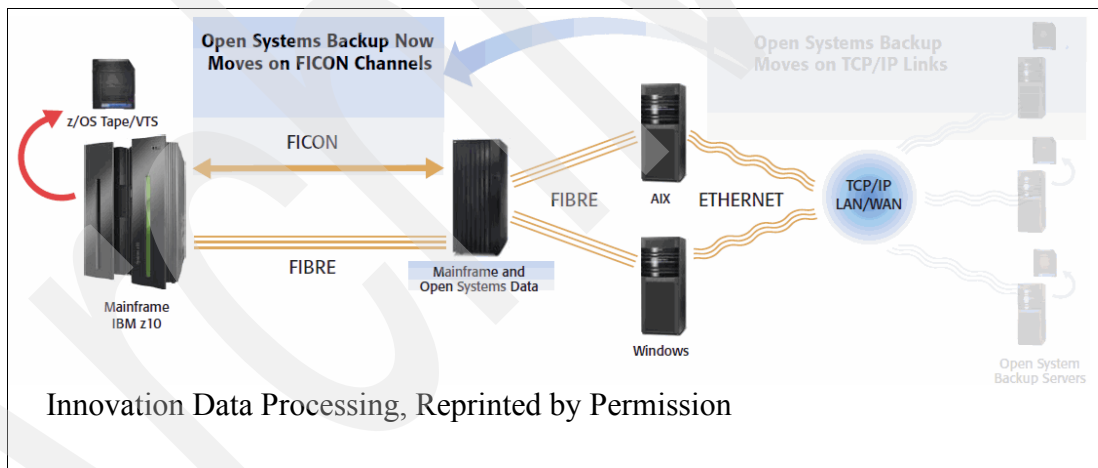 Open Systems Backup Now
Moves on FICON Channels
Open Systems Backup
Moves on TCP/IP Links
z/OS Tape/VTS
FICON
FIBRE
AIX
ETHERNET
TCP/IP
LAN/WAN
FIBRE
Mainframe and
Open Systems Data
Mainframe
IBM z10
Windows
Open System
Backup Servers
Innovation Data Processing, Reprinted by Permission